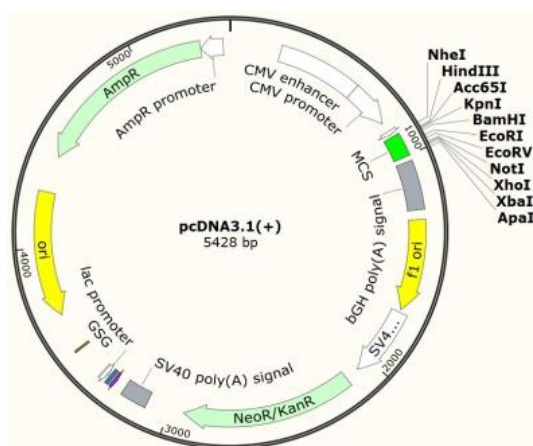 pcDNA3.1(+)
5428 bp
CMV enhancer
CMV promoter
MCS
NheI
HindIII
Acc65I
KpnI
BamHI
EcoRI
EcoRV
NotI
XhoI
XbaI
ApaI
1000
bGH poly(A) signal
f1 ori
SV4...
2000
NeoR/KanR
3000
SV40 poly(A) signal
lac promoter
GSG
ori
4000
AmpR
5000
AmpR promoter